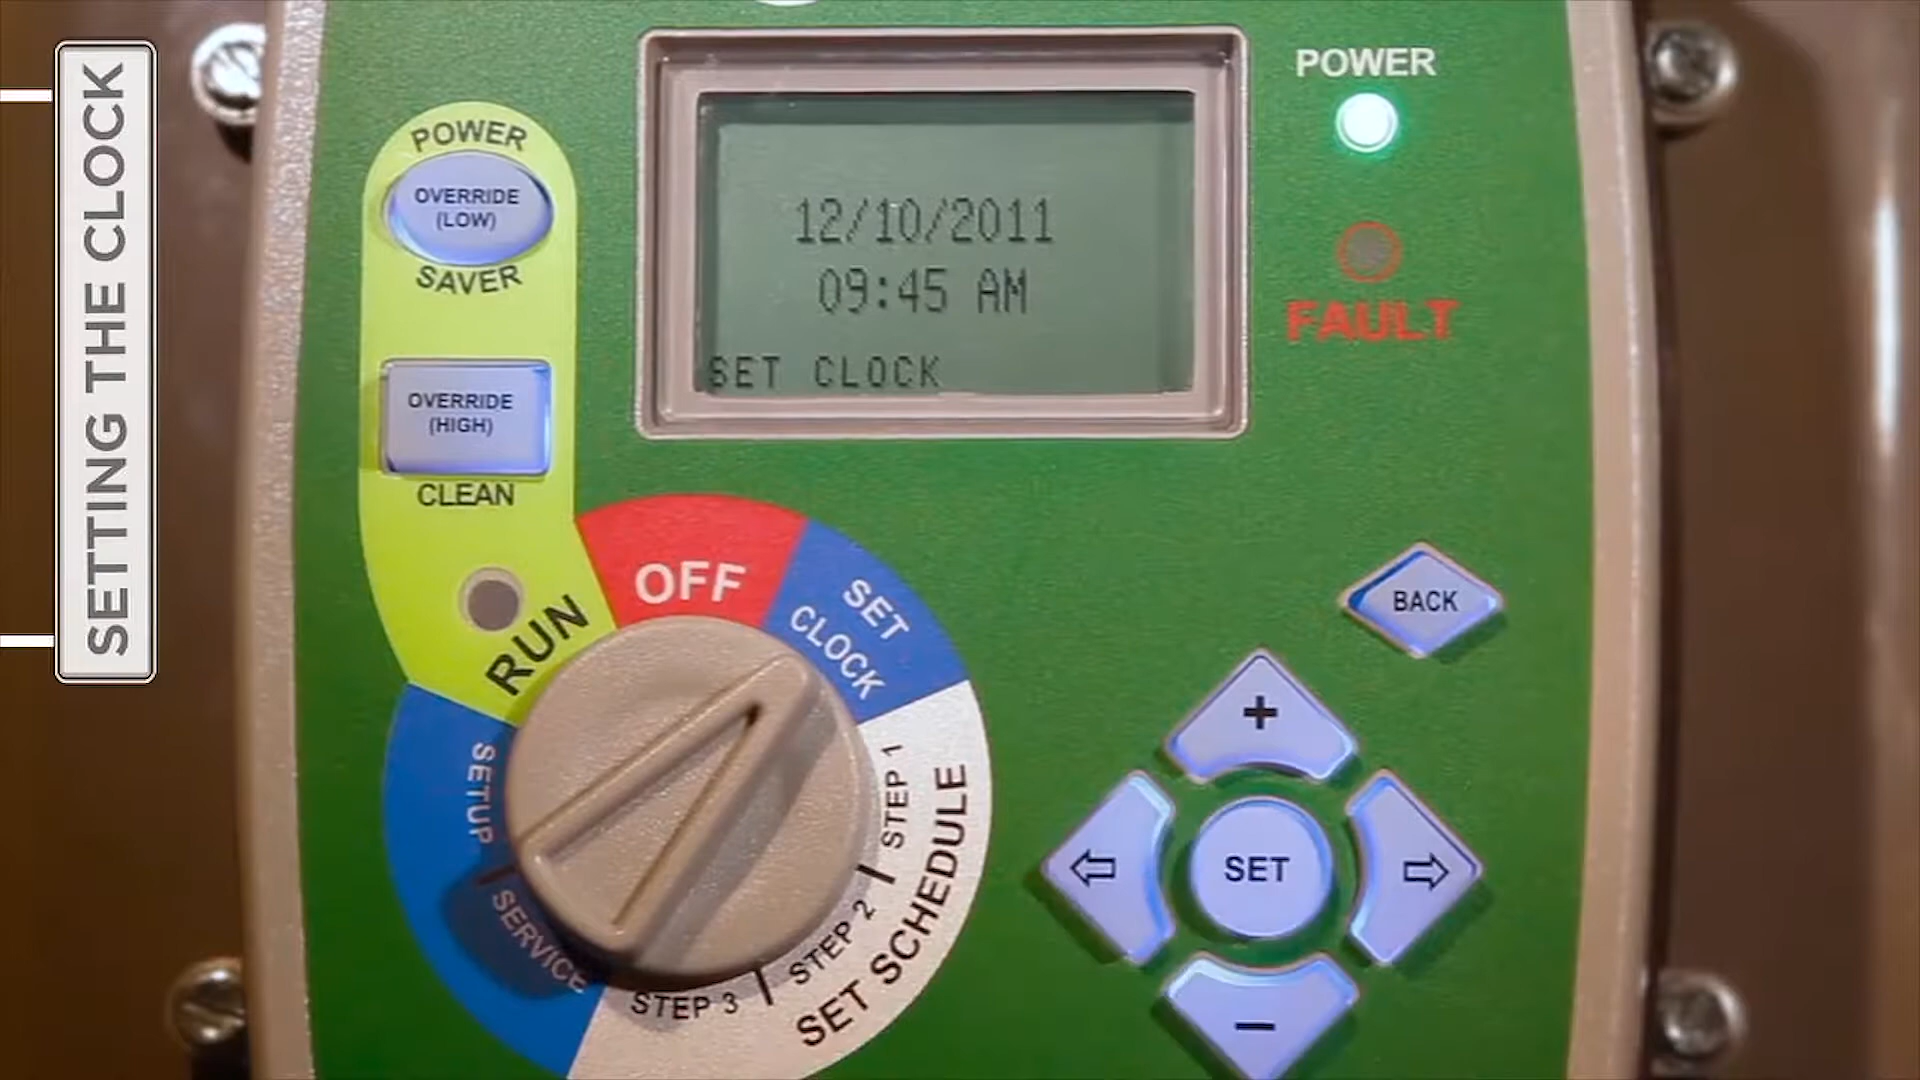 SETTING THE CLOCK
POWER
OVERRIDE
(LOW)
SAVER
OVERRIDE
(HIGH)
CLEAN
12/10/2011
09:45 AM
SET CLOCK
POWER
FAULT
RUN
OFF
SET
CLOCK
SETUP
SERVICE
STEP 1
STEP 2
STEP 3
SET SCHEDULE
BACK
+
SET
−